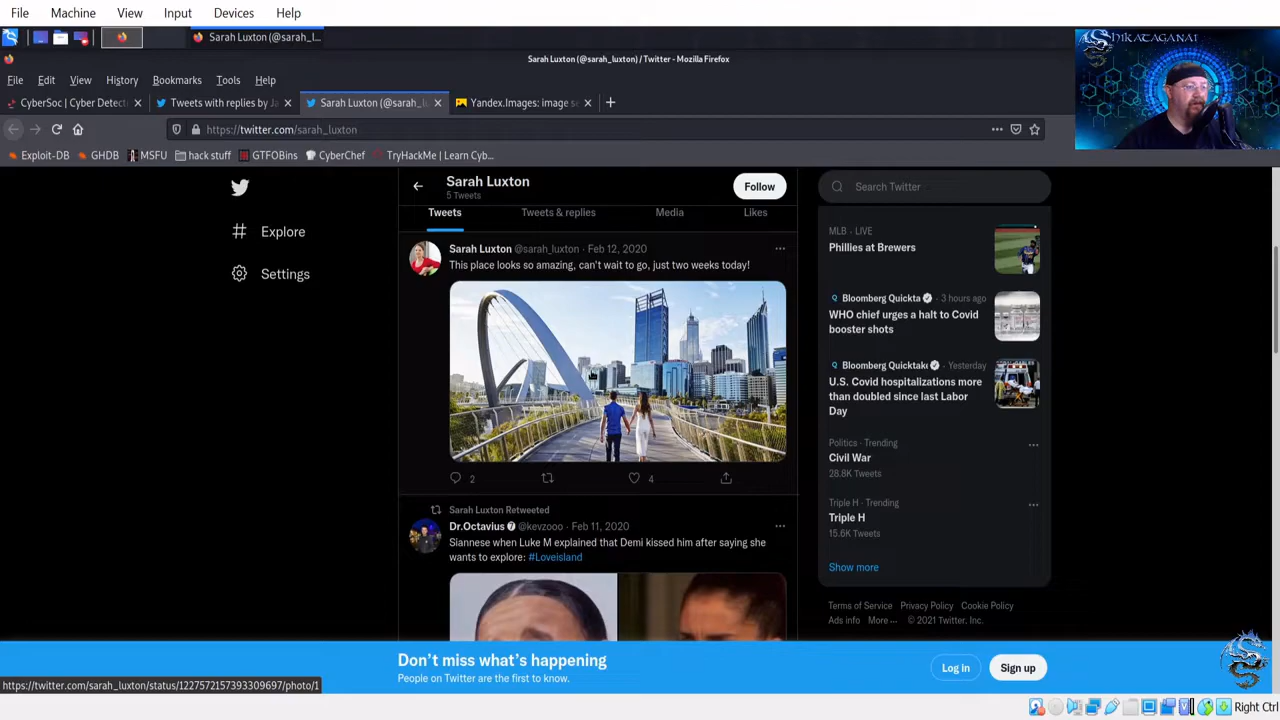 File Machine View Input Devices Help
Sarah Luxton (@sarah_l...
Sarah Luxton (@sarah_luxton) / Twitter - Mozilla Firefox
File Edit View History Bookmarks Tools Help
CyberSoc | Cyber Detecti
Tweets with replies by Ja
Sarah Luxton (@sarah_lu
Yandex.Images: image se
https://twitter.com/sarah_luxton
Exploit-DB GHDB MSFU hack stuff GTFOBins CyberChef TryHackMe | Learn Cyb...
SHIKATAGANAI
Sarah Luxton
5 Tweets
Follow
Search Twitter
Explore
Settings
Tweets Tweets & replies Media Likes
Sarah Luxton @sarah_luxton · Feb 12, 2020
This place looks so amazing, can't wait to go, just two weeks today!
2 4
Sarah Luxton Retweeted
Dr.Octavius @kevzooo · Feb 11, 2020
Siannese when Luke M explained that Demi kissed him after saying she
wants to explore: #Loveisland
MLB · LIVE
Phillies at Brewers
Bloomberg Quickta · 3 hours ago
WHO chief urges a halt to Covid
booster shots
Bloomberg Quicktak · Yesterday
U.S. Covid hospitalizations more
than doubled since last Labor
Day
Politics · Trending
Civil War
28.8K Tweets
Triple H · Trending
Triple H
15.6K Tweets
Show more
Terms of Service Privacy Policy Cookie Policy
Ads info More ··· © 2021 Twitter, Inc.
Don't miss what's happening
People on Twitter are the first to know.
Log in Sign up
https://twitter.com/sarah_luxton/status/1227572157393309697/photo/1
Right Ctrl